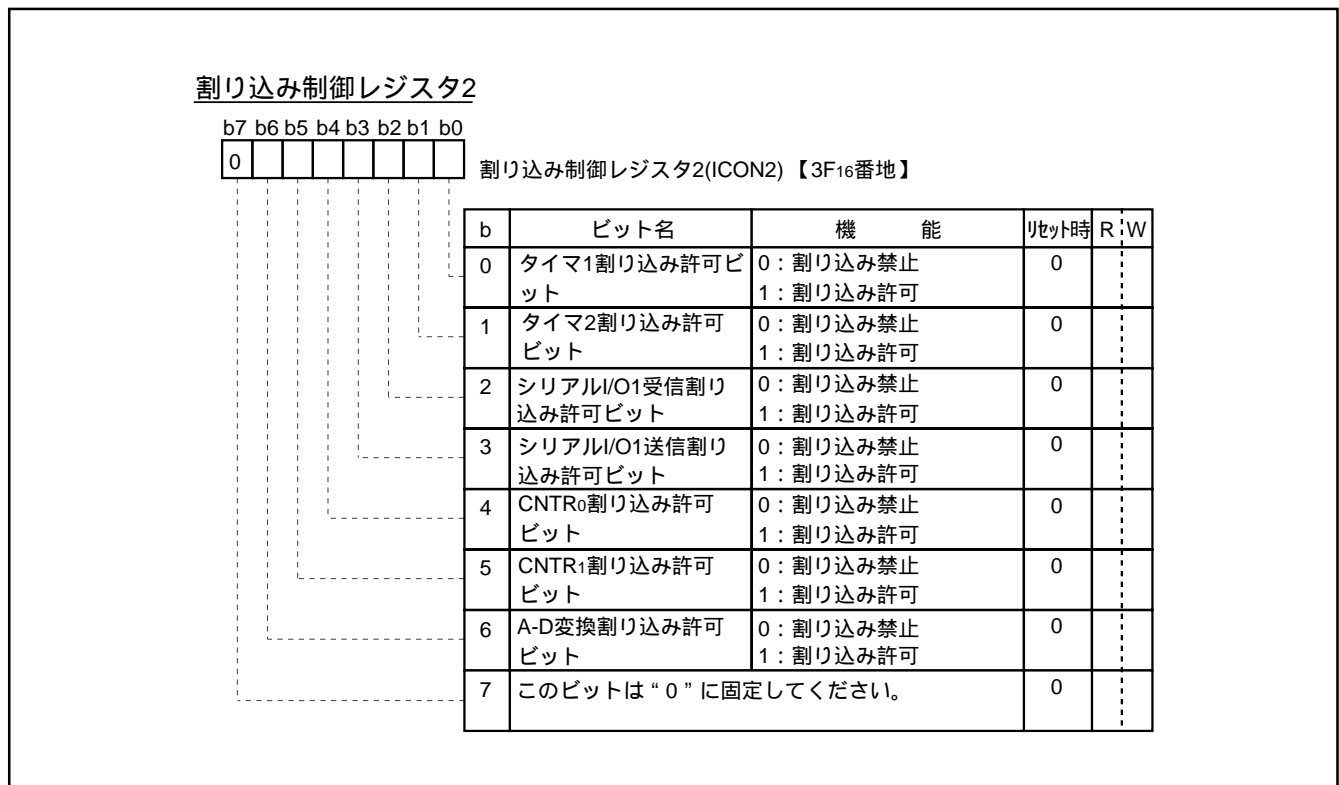 割り込み制御レジスタ2
b7 b6 b5 b4 b3 b2 b1 b0
0
割り込み制御レジスタ2(ICON2)【3F16番地】
b ビット名 機 能 リセット時 R W
0 タイマ1割り込み許可ビ 0：割り込み禁止 0
ット 1：割り込み許可
1 タイマ2割り込み許可 0：割り込み禁止 0
ビット 1：割り込み許可
2 シリアルI/O1受信割り 0：割り込み禁止 0
込み許可ビット 1：割り込み許可
3 シリアルI/O1送信割り 0：割り込み禁止 0
込み許可ビット 1：割り込み許可
4 CNTR0割り込み許可 0：割り込み禁止 0
ビット 1：割り込み許可
5 CNTR1割り込み許可 0：割り込み禁止 0
ビット 1：割り込み許可
6 A-D変換割り込み許可 0：割り込み禁止 0
ビット 1：割り込み許可
7 このビットは“0”に固定してください。 0